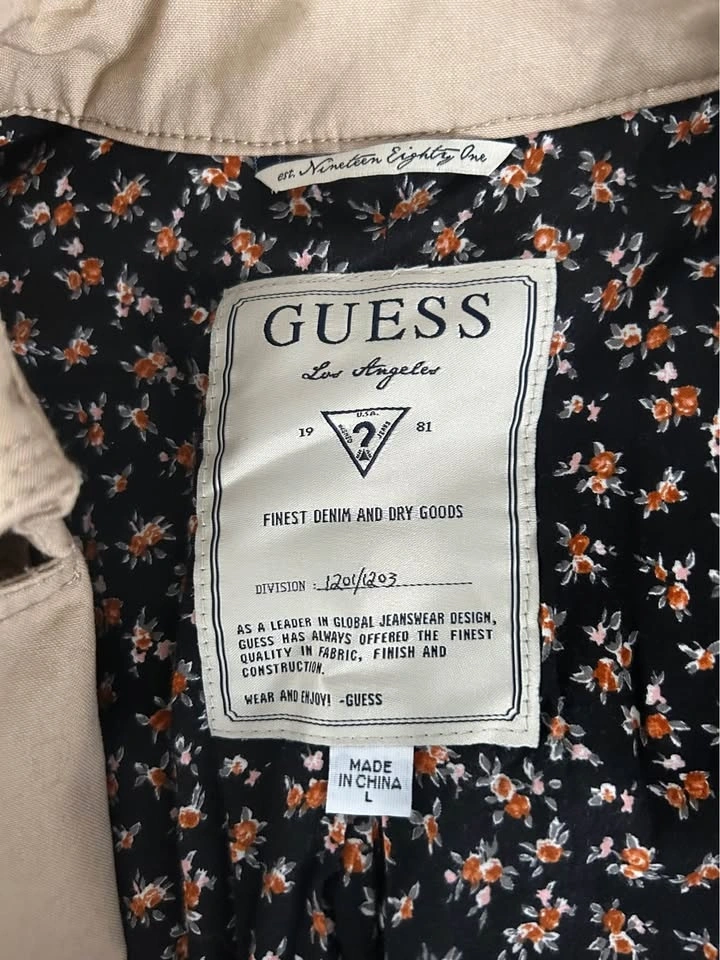 est. Nineteen Eighty One
GUESS
Los Angeles
U.S.A.
19 ? 81
GUESS JEANS
FINEST DENIM AND DRY GOODS
DIVISION : 1201/1203
AS A LEADER IN GLOBAL JEANSWEAR DESIGN,
GUESS HAS ALWAYS OFFERED THE FINEST
QUALITY IN FABRIC, FINISH AND
CONSTRUCTION.
WEAR AND ENJOY! -GUESS
MADE
IN CHINA
L